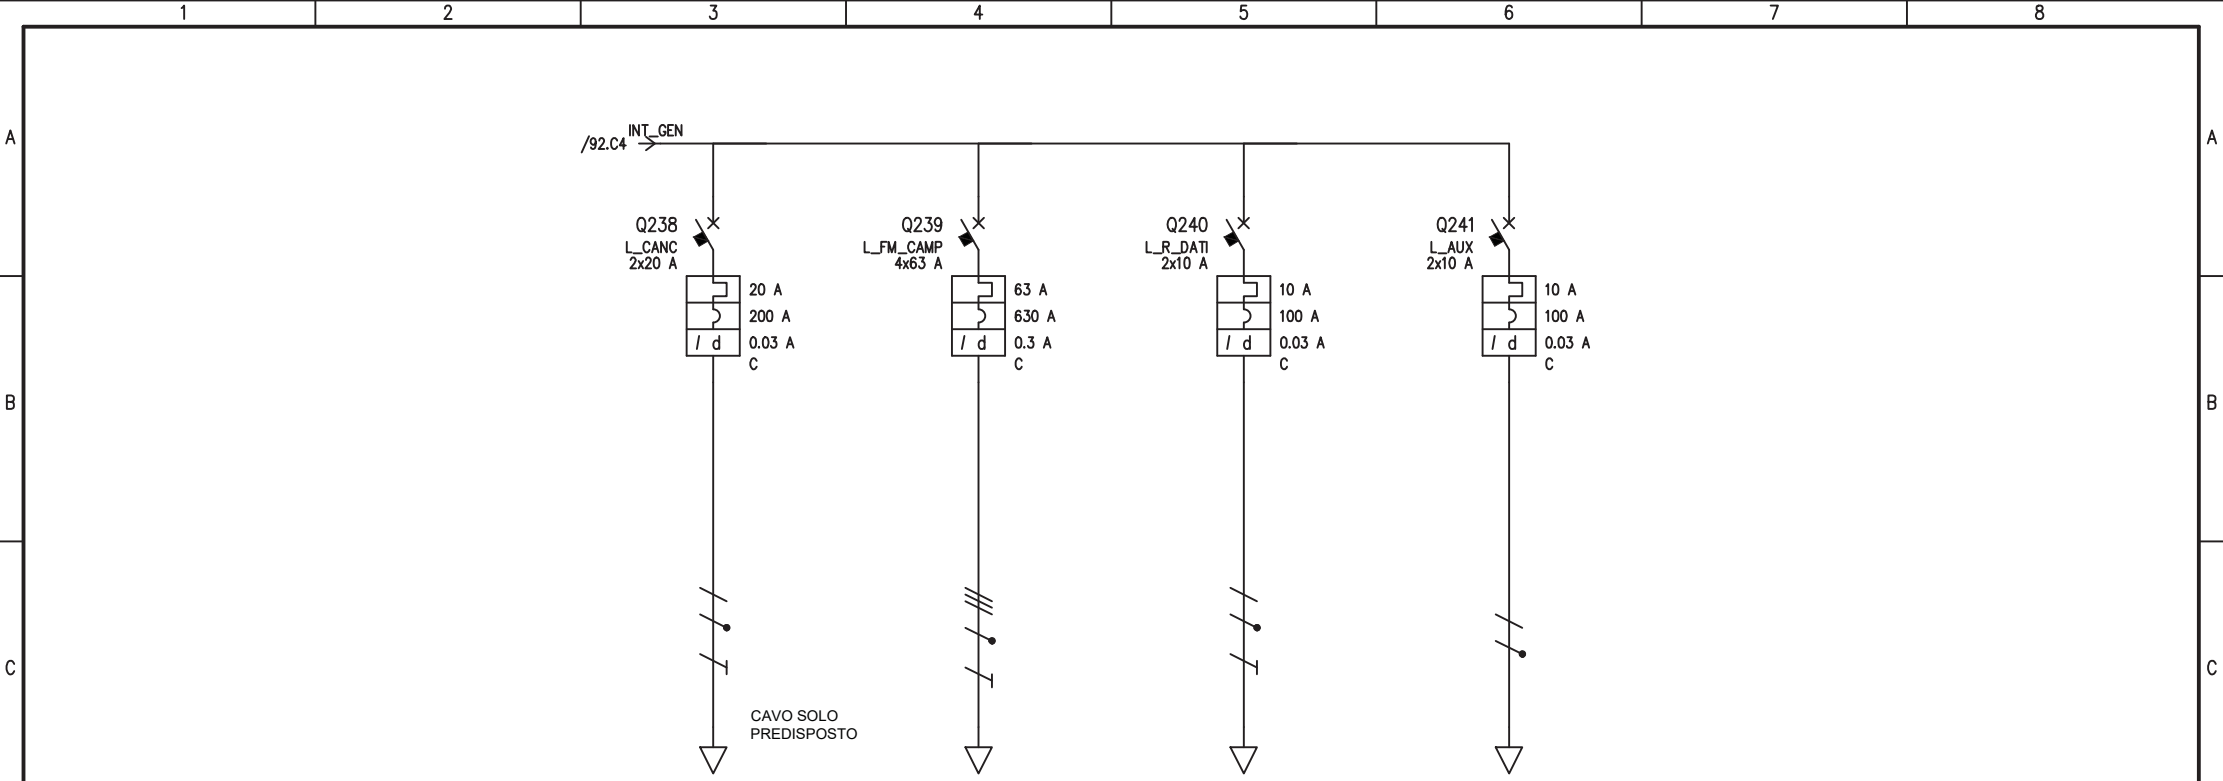 1 2 3 4 5 6 7 8
A A
INT_GEN
/92.C4
Q238 Q239 Q240 Q241
L_CANC L_FM_CAMP L_R_DATI L_AUX
2x20 A 4x63 A 2x10 A 2x10 A
20 A 63 A 10 A 10 A
200 A 630 A 100 A 100 A
I d 0.03 A I d 0.3 A I d 0.03 A I d 0.03 A
C C C C
B B
C C
CAVO SOLO
PREDISPOSTO